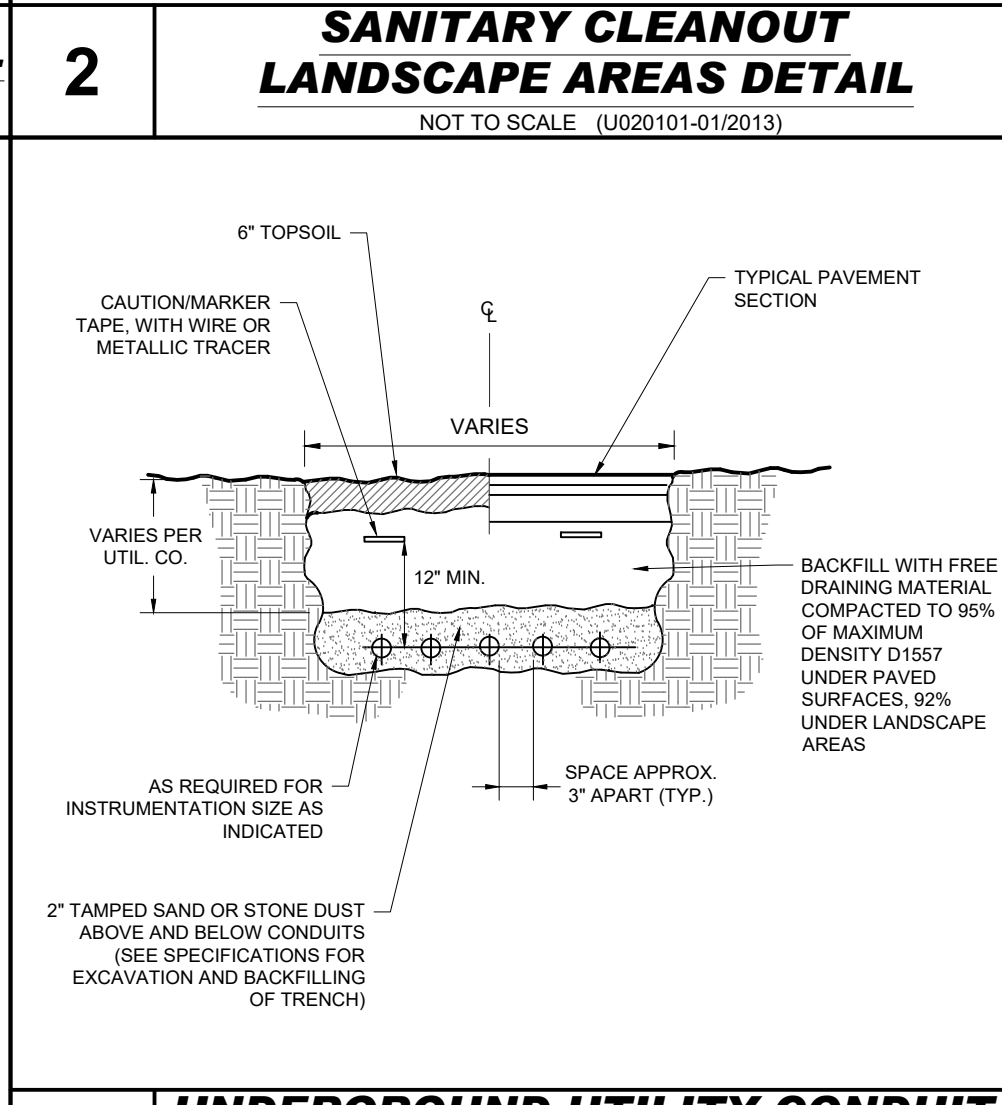 2
SANITARY CLEANOUT
LANDSCAPE AREAS DETAIL
NOT TO SCALE (U020101-01/2013)
6" TOPSOIL
TYPICAL PAVEMENT
SECTION
CAUTION/MARKER
TAPE, WITH WIRE OR
METALLIC TRACER
℄
VARIES
VARIES PER
UTIL. CO.
12" MIN.
BACKFILL WITH FREE
DRAINING MATERIAL
COMPACTED TO 95%
OF MAXIMUM
DENSITY D1557
UNDER PAVED
SURFACES, 92%
UNDER LANDSCAPE
AREAS
SPACE APPROX.
3" APART (TYP.)
AS REQUIRED FOR
INSTRUMENTATION SIZE AS
INDICATED
2" TAMPED SAND OR STONE DUST
ABOVE AND BELOW CONDUITS
(SEE SPECIFICATIONS FOR
EXCAVATION AND BACKFILLING
OF TRENCH)
UNDERGROUND UTILITY CONDUIT